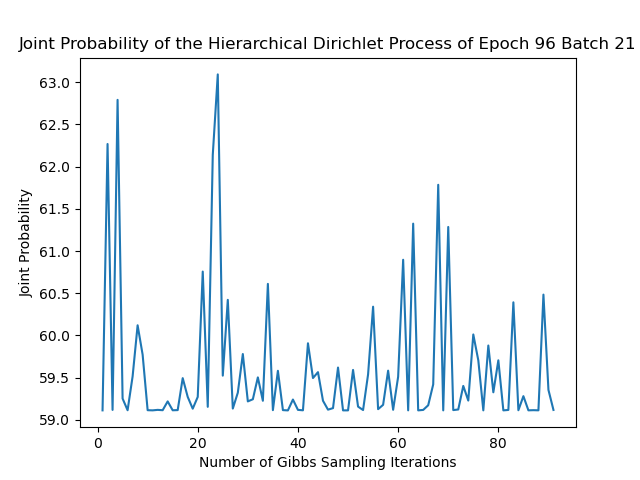 Joint Probability of the Hierarchical Dirichlet Process of Epoch 96 Batch 21
63.0
62.5
62.0
61.5
61.0
60.5
60.0
59.5
59.0
Joint Probability
0 20 40 60 80
Number of Gibbs Sampling Iterations